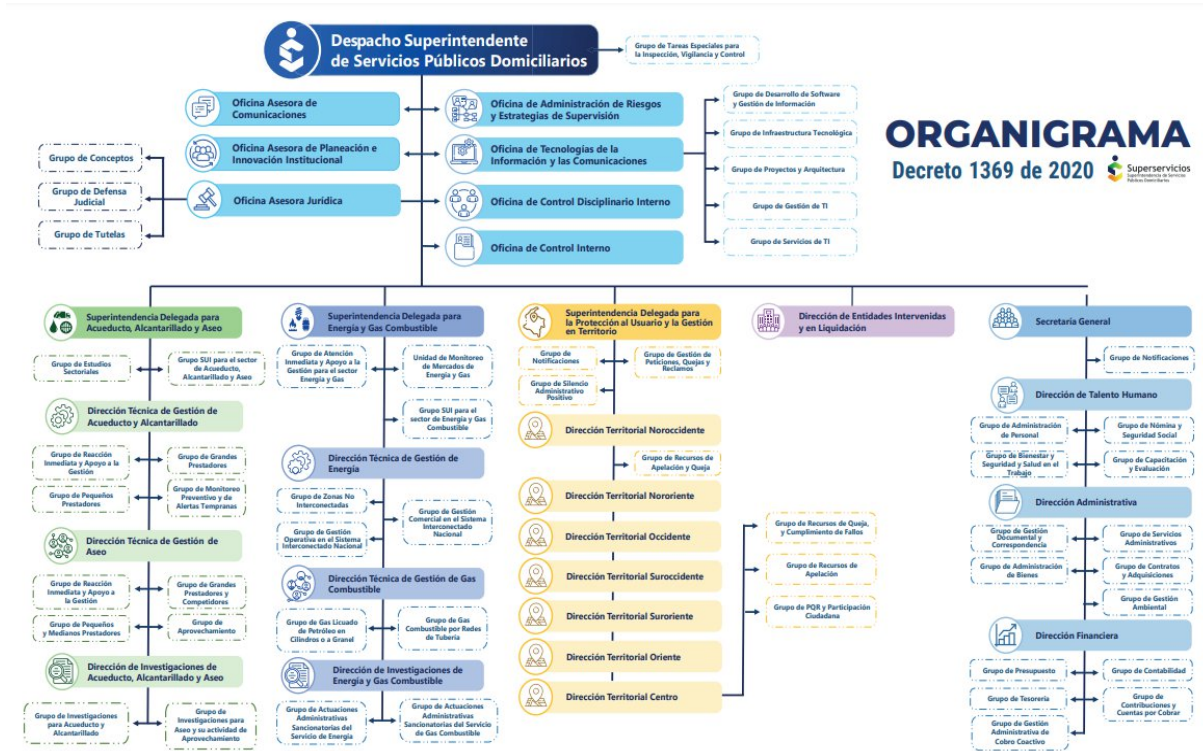 Despacho Superintendente
de Servicios Públicos Domiciliarios
Grupo de Tareas Especiales para
la Inspección, Vigilancia y Control
Oficina Asesora de
Comunicaciones
Oficina de Administración de Riesgos
y Estrategias de Supervisión
Oficina Asesora de Planeación e
Innovación Institucional
Oficina de Tecnologías de la
Información y las Comunicaciones
Oficina Asesora Jurídica
Oficina de Control Disciplinario Interno
Oficina de Control Interno
Grupo de Conceptos
Grupo de Defensa
Judicial
Grupo de Tutelas
Grupo de Desarrollo de Software
y Gestión de Información
Grupo de Infraestructura Tecnológica
Grupo de Proyectos y Arquitectura
Grupo de Gestión de TI
Grupo de Servicios de TI
ORGANIGRAMA
Decreto 1369 de 2020
Superservicios
Superintendencia de Servicios
Públicos Domiciliarios
Superintendencia Delegada para
Acueducto, Alcantarillado y Aseo
Grupo de Estudios
Sectoriales
Grupo SUI para el sector
de Acueducto,
Alcantarillado y Aseo
Dirección Técnica de Gestión de
Acueducto y Alcantarillado
Grupo de Reacción
Inmediata y Apoyo a la
Gestión
Grupo de Grandes
Prestadores
Grupo de Pequeños
Prestadores
Grupo de Monitoreo
Preventivo y de
Alertas Tempranas
Dirección Técnica de Gestión de
Aseo
Grupo de Reacción
Inmediata y Apoyo a
la Gestión
Grupo de Grandes
Prestadores y
Competidores
Grupo de Pequeños
y Medianos Prestadores
Grupo de
Aprovechamiento
Dirección de Investigaciones de
Acueducto, Alcantarillado y Aseo
Grupo de Investigaciones
para Acueducto y
Alcantarillado
Grupo de
Investigaciones para
Aseo y su actividad de
Aprovechamiento
Superintendencia Delegada para
Energía y Gas Combustible
Grupo de Atención
Inmediata y Apoyo a la
Gestión para el sector
Energía y Gas
Unidad de Monitoreo
de Mercados de
Energía y Gas
Grupo SUI para el
sector de Energía y Gas
Combustible
Dirección Técnica de Gestión de
Energía
Grupo de Zonas No
Interconectadas
Grupo de Gestión
Comercial en el Sistema
Interconectado
Nacional
Grupo de Gestión
Operativa en el Sistema
Interconectado Nacional
Dirección Técnica de Gestión de Gas
Combustible
Grupo de Gas Licuado de
Petróleo en
Cilindros o a Granel
Grupo de Gas
Combustible por Redes
de Tubería
Dirección de Investigaciones de
Energía y Gas Combustible
Grupo de Actuaciones
Administrativas
Sancionatorias del
Servicio de Energía
Grupo de Actuaciones
Administrativas
Sancionatorias del Servicio
de Gas Combustible
Superintendencia Delegada para
la Protección al Usuario y la Gestión
en Territorio
Grupo de
Notificaciones
Grupo de Gestión de
Peticiones, Quejas y
Reclamos
Grupo de Silencio
Administrativo
Positivo
Dirección Territorial Noroccidente
Grupo de Recursos de
Apelación y Queja
Dirección Territorial Nororiente
Dirección Territorial Occidente
Dirección Territorial Suroccidente
Dirección Territorial Suroriente
Dirección Territorial Oriente
Dirección Territorial Centro
Grupo de Recursos de Queja,
y Cumplimiento de Fallos
Grupo de Recursos de
Apelación
Grupo de PQR y Participación
Ciudadana
Dirección de Entidades Intervenidas
y en Liquidación
Secretaría General
Grupo de Notificaciones
Dirección de Talento Humano
Grupo de Administración
de Personal
Grupo de Nómina y
Seguridad Social
Grupo de Bienestar y
Seguridad y Salud en el
Trabajo
Grupo de Capacitación
y Evaluación
Dirección Administrativa
Grupo de Gestión
Documental y
Correspondencia
Grupo de Servicios
Administrativos
Grupo de Administración de
Bienes
Grupo de Contratos
y Adquisiciones
Grupo de Gestión
Ambiental
Dirección Financiera
Grupo de Presupuesto
Grupo de Contabilidad
Grupo de Tesorería
Grupo de
Contribuciones y
Cuentas por Cobrar
Grupo de Gestión
Administrativa de
Cobro Coactivo